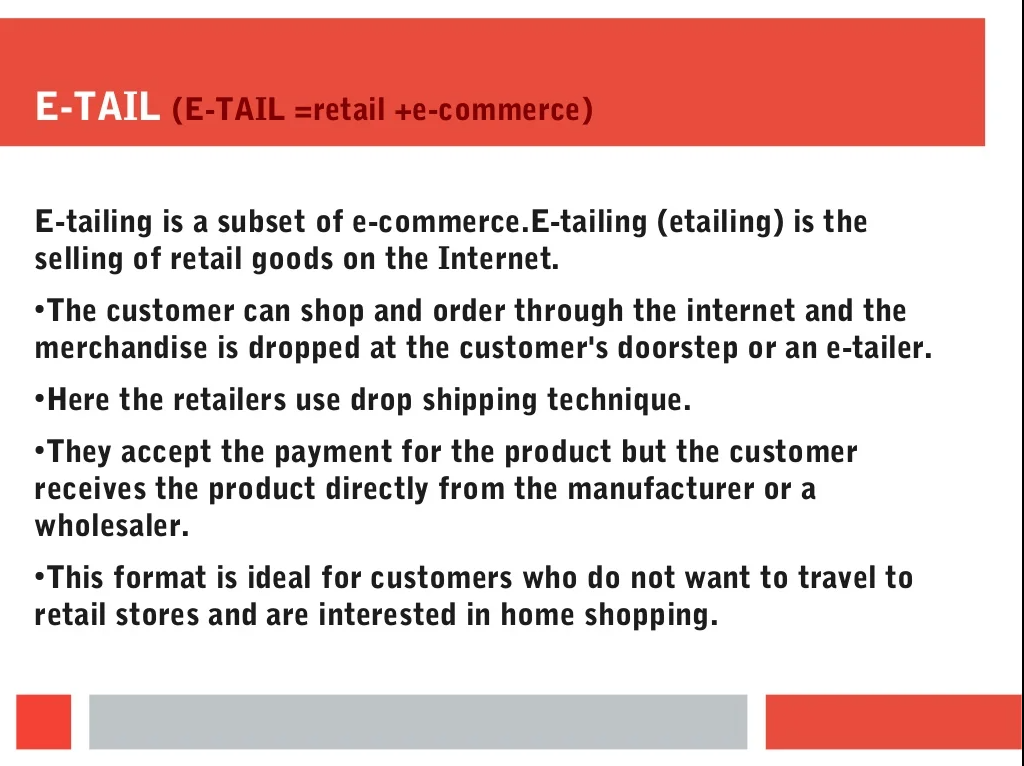 E-TAIL (E-TAIL =retail +e-commerce)
E-tailing is a subset of e-commerce.E-tailing (etailing) is the
selling of retail goods on the Internet.
•The customer can shop and order through the internet and the
merchandise is dropped at the customer's doorstep or an e-tailer.
•Here the retailers use drop shipping technique.
•They accept the payment for the product but the customer
receives the product directly from the manufacturer or a
wholesaler.
•This format is ideal for customers who do not want to travel to
retail stores and are interested in home shopping.